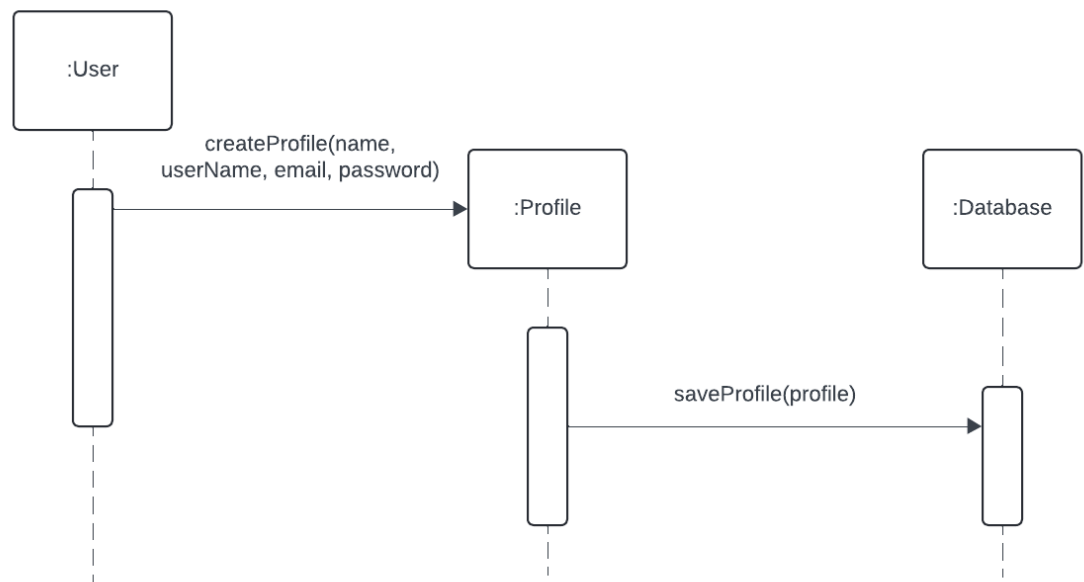 :User
createProfile(name,
userName, email, password)
:Profile
:Database
saveProfile(profile)